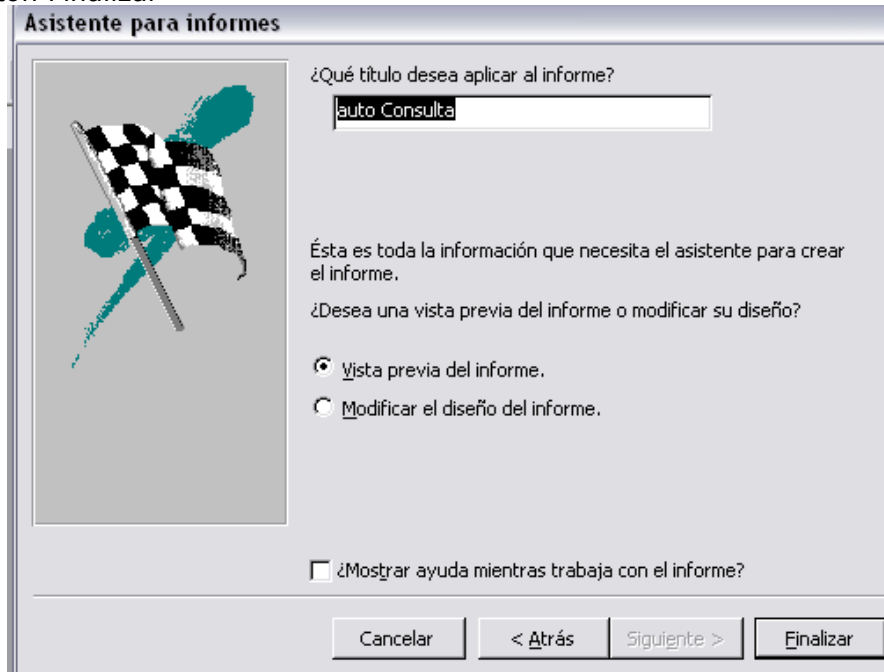 Asistente para informes
¿Qué título desea aplicar al informe?
auto Consulta
Ésta es toda la información que necesita el asistente para crear
el informe.
¿Desea una vista previa del informe o modificar su diseño?
Vista previa del informe.
Modificar el diseño del informe.
¿Mostrar ayuda mientras trabaja con el informe?
Cancelar
< Atrás
Siguiente >
Finalizar